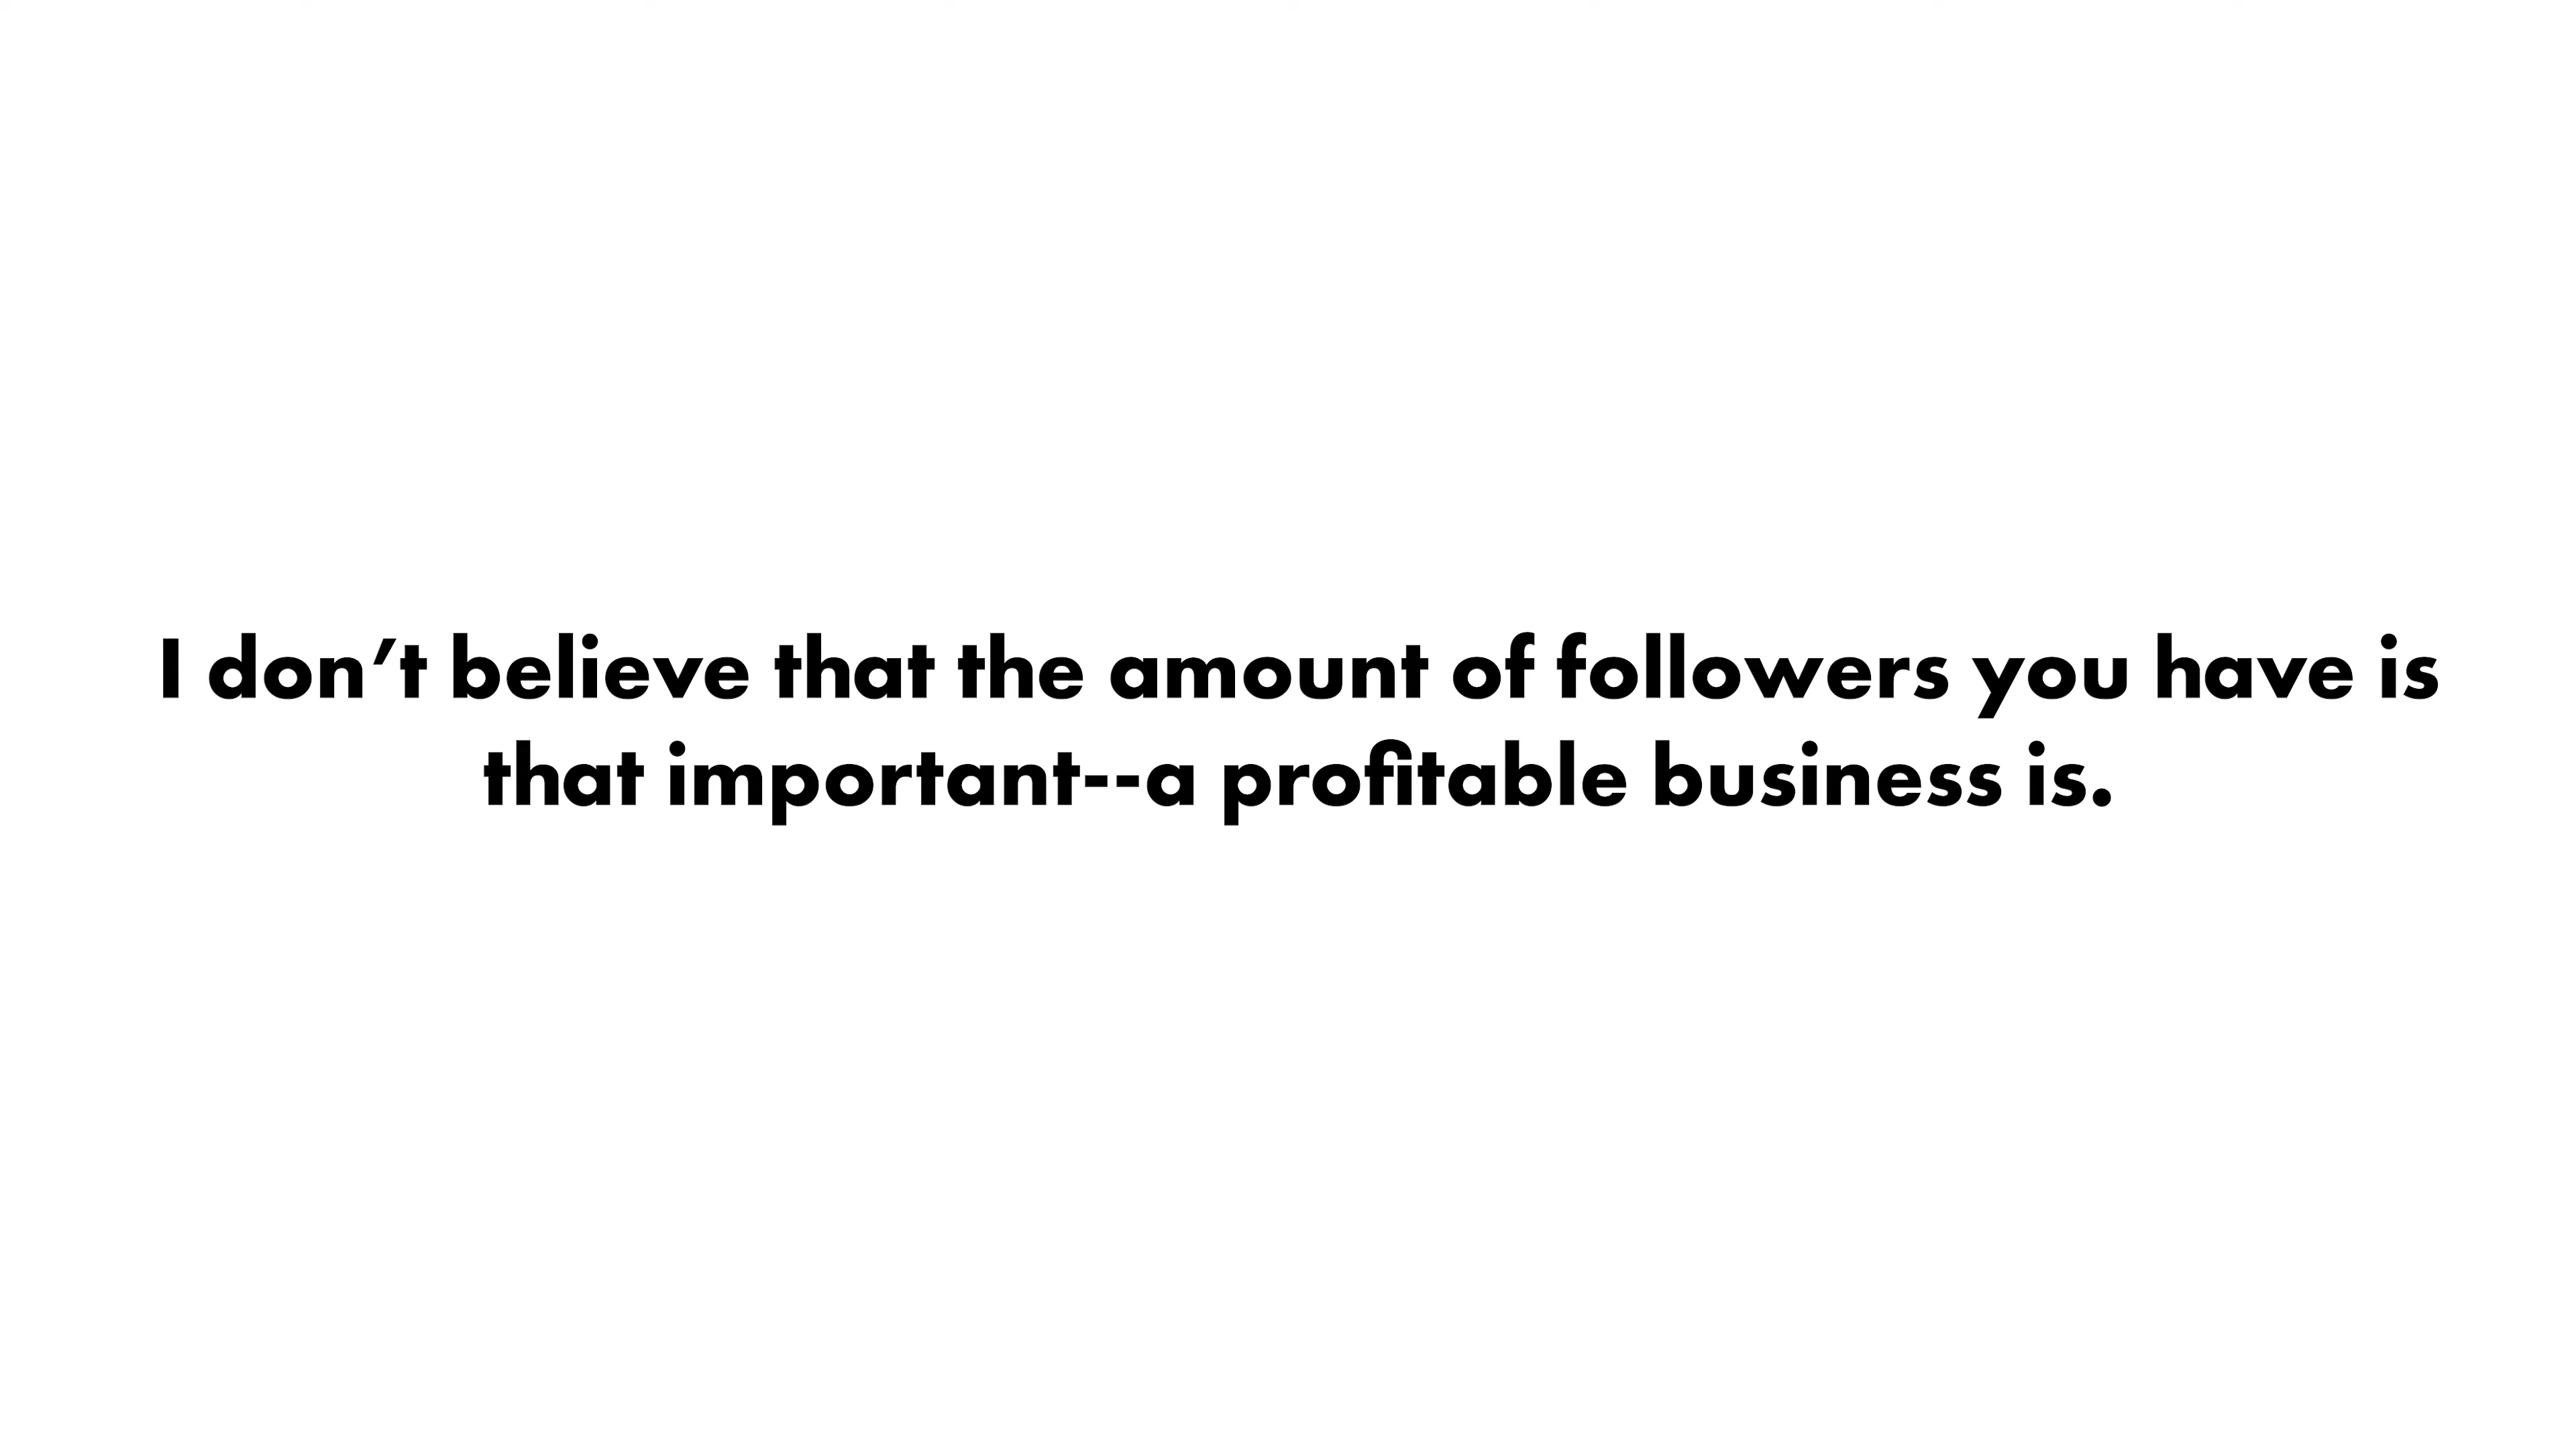 I don’t believe that the amount of followers you have is
that important--a profitable business is.